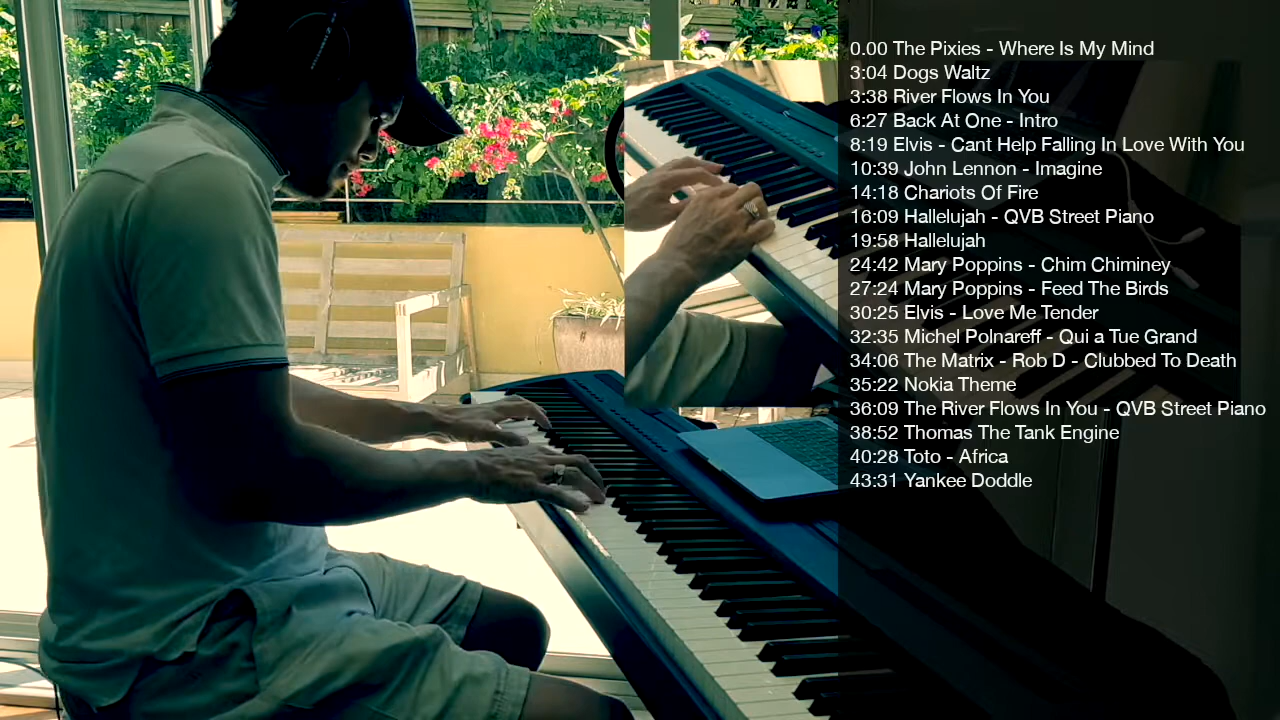 0.00 The Pixies - Where Is My Mind
3:04 Dogs Waltz
3:38 River Flows In You
6:27 Back At One - Intro
8:19 Elvis - Cant Help Falling In Love With You
10:39 John Lennon - Imagine
14:18 Chariots Of Fire
16:09 Hallelujah - QVB Street Piano
19:58 Hallelujah
24:42 Mary Poppins - Chim Chiminey
27:24 Mary Poppins - Feed The Birds
30:25 Elvis - Love Me Tender
32:35 Michel Polnareff - Qui a Tue Grand
34:06 The Matrix - Rob D - Clubbed To Death
35:22 Nokia Theme
36:09 The River Flows In You - QVB Street Piano
38:52 Thomas The Tank Engine
40:28 Toto - Africa
43:31 Yankee Doddle